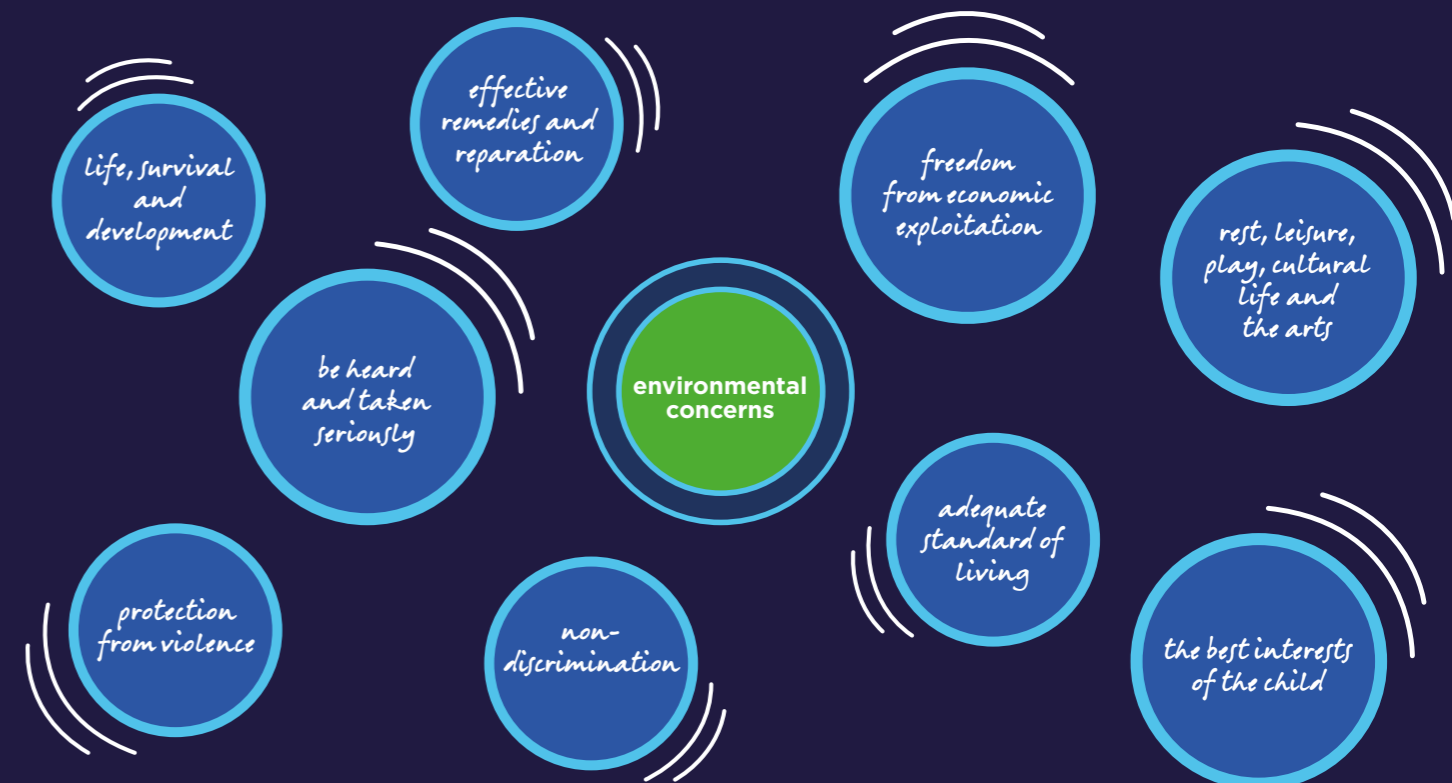 life, survival
and
development
effective
remedies and
reparation
freedom
from economic
exploitation
rest, leisure,
play, cultural
life and
the arts
be heard
and taken
seriously
environmental
concerns
adequate
standard of
living
protection
from violence
non-
discrimination
the best interests
of the child